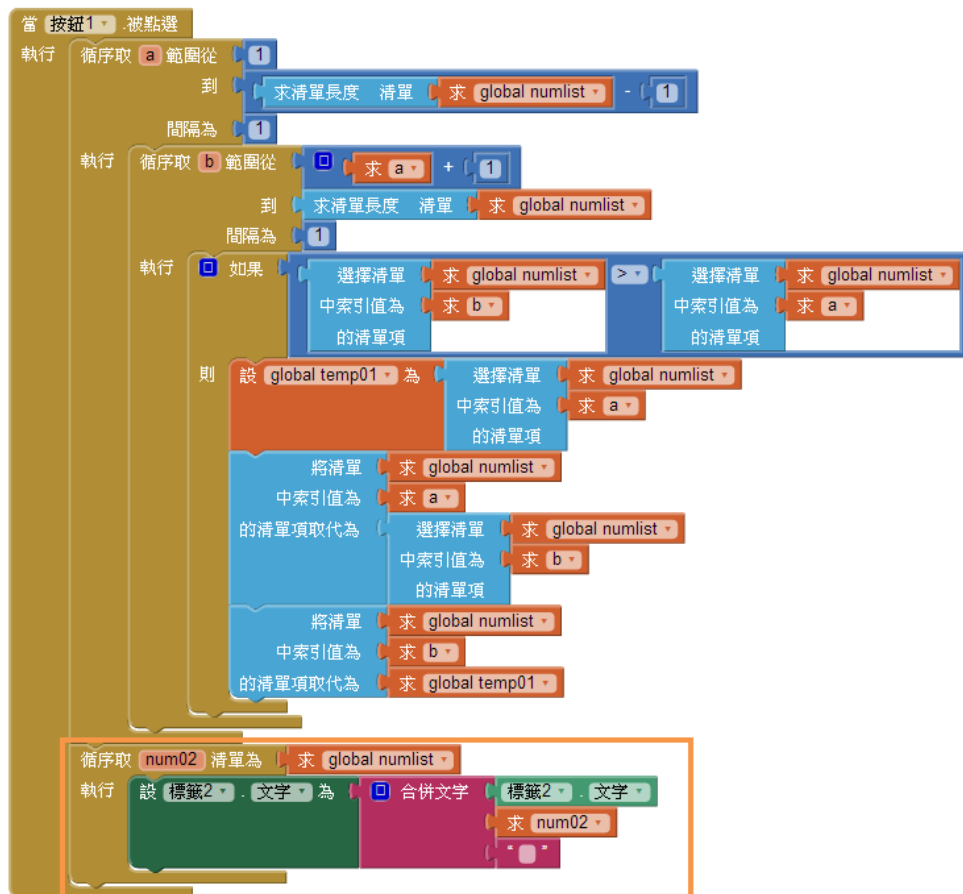 當 按鈕1 .被點選
執行 循序取 a 範圍從 1
到 求清單長度 清單 求 global numlist - 1
間隔為 1
執行 循序取 b 範圍從 求 a + 1
到 求清單長度 清單 求 global numlist
間隔為 1
執行 如果 選擇清單 求 global numlist > 選擇清單 求 global numlist
中索引值為 求 b 中索引值為 求 a
的清單項 的清單項
則 設 global temp01 為 選擇清單 求 global numlist
中索引值為 求 a
的清單項
將清單 求 global numlist
中索引值為 求 a
的清單項取代為 選擇清單 求 global numlist
中索引值為 求 b
的清單項
將清單 求 global numlist
中索引值為 求 b
的清單項取代為 求 global temp01
循序取 num02 清單為 求 global numlist
執行 設 標籤2 . 文字 為 合併文字 標籤2 . 文字
求 num02
“ ”